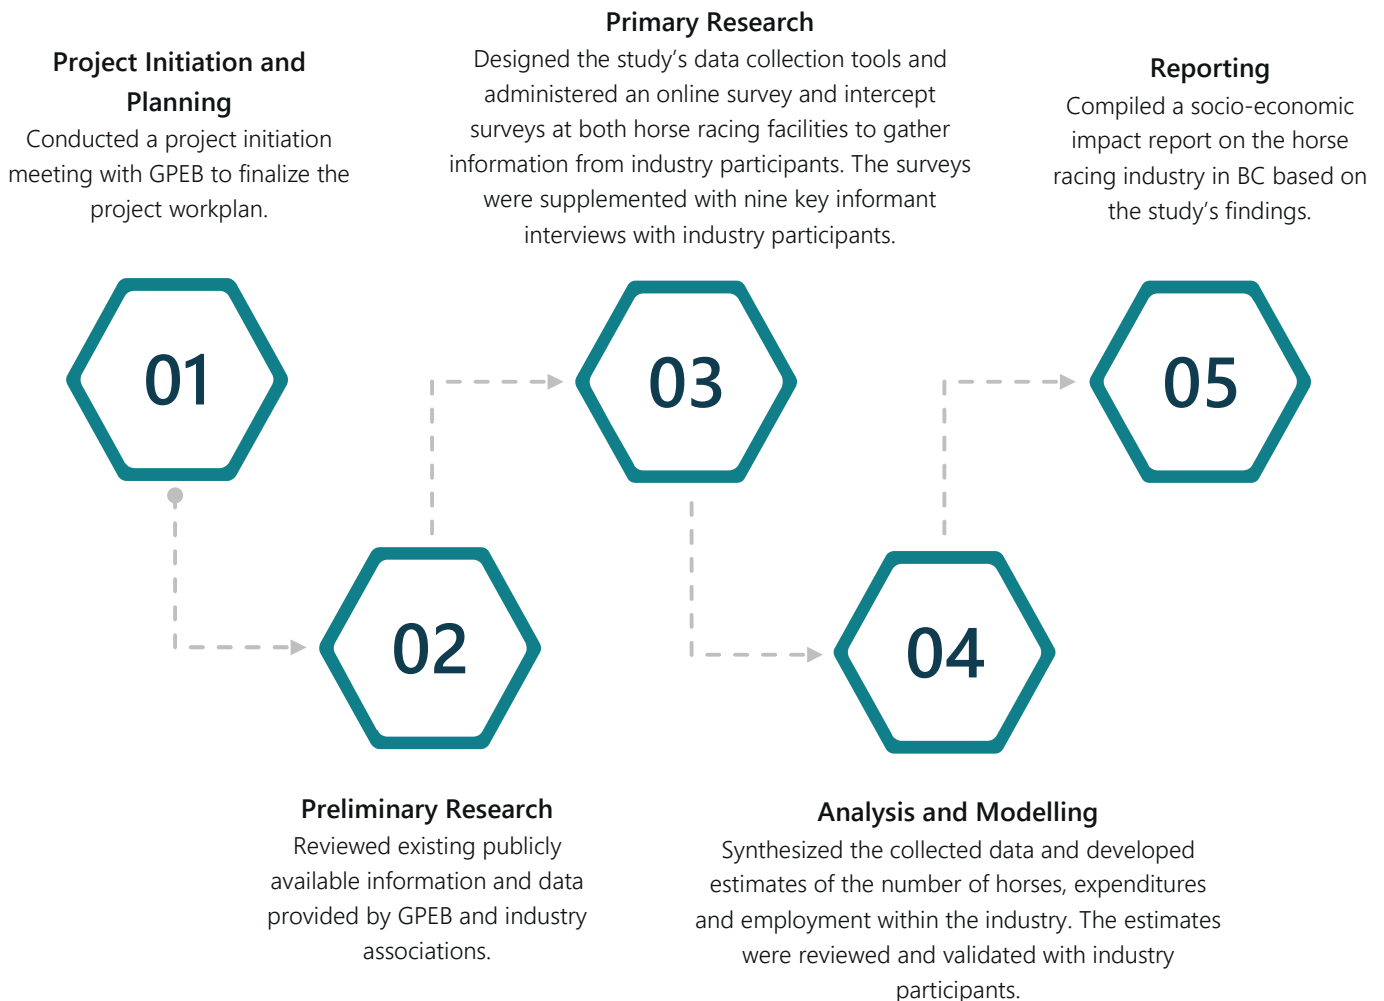 Project Initiation and
Planning
Conducted a project initiation
meeting with GPEB to finalize the
project workplan.
01
02
Preliminary Research
Reviewed existing publicly
available information and data
provided by GPEB and industry
associations.
Primary Research
Designed the study’s data collection tools and
administered an online survey and intercept
surveys at both horse racing facilities to gather
information from industry participants. The surveys
were supplemented with nine key informant
interviews with industry participants.
03
04
Analysis and Modelling
Synthesized the collected data and developed
estimates of the number of horses, expenditures
and employment within the industry. The estimates
were reviewed and validated with industry
participants.
Reporting
Compiled a socio-economic
impact report on the horse
racing industry in BC based on
the study’s findings.
05